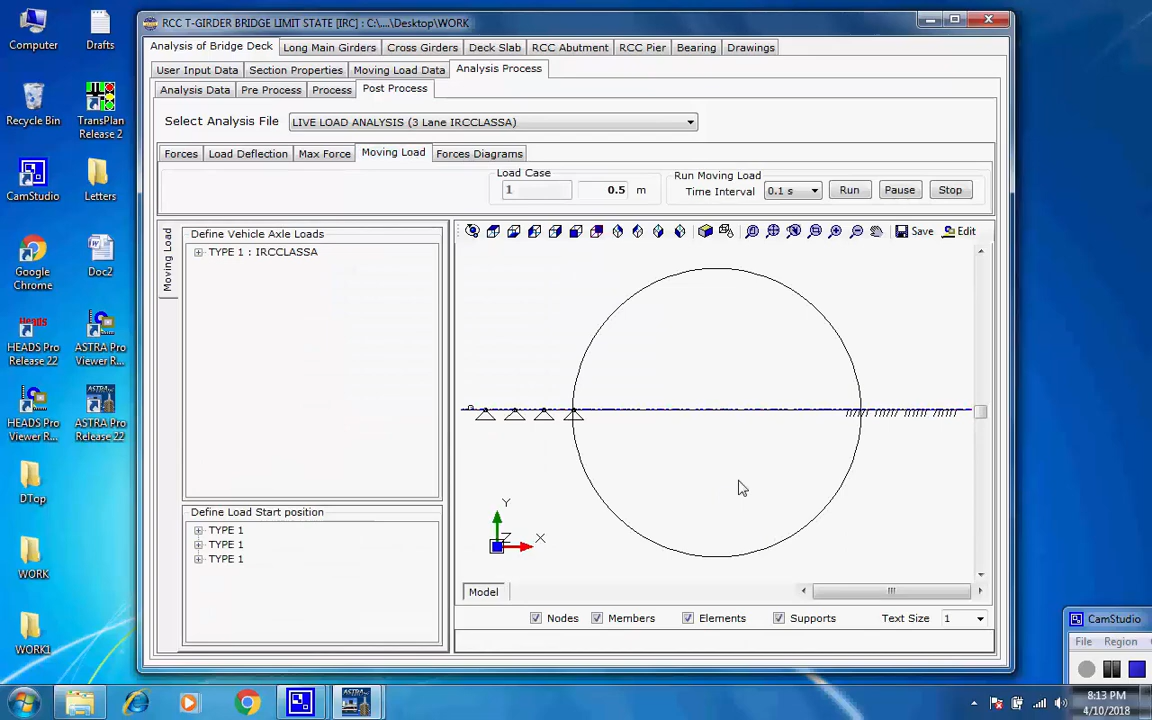 Computer
Drafts
Recycle Bin
TransPlan
Release 2
CamStudio
Letters
Google
Chrome
Doc2
Heads
HEADS Pro
Release 22
ASTRA Pro
Viewer R...
HEADS Pro
Viewer R...
ASTRA Pro
Release 22
DTop
WORK
WORK1
RCC T-GIRDER BRIDGE LIMIT STATE [IRC] : C:\....\Desktop\WORK
Analysis of Bridge Deck Long Main Girders Cross Girders Deck Slab RCC Abutment RCC Pier Bearing Drawings
User Input Data Section Properties Moving Load Data Analysis Process
Analysis Data Pre Process Process Post Process
Select Analysis File LIVE LOAD ANALYSIS (3 Lane IRCCLASSA)
Forces Load Deflection Max Force Moving Load Forces Diagrams
Load Case
1 0.5 m
Run Moving Load
Time Interval 0.1 s Run Pause Stop
Moving Load
Define Vehicle Axle Loads
TYPE 1 : IRCCLASSA
Define Load Start position
TYPE 1
TYPE 1
TYPE 1
Save Edit
Y
Z X
Model
Nodes Members Elements Supports Text Size 1
CamStudio
File Region
ASTRA
8:13 PM
4/10/2018